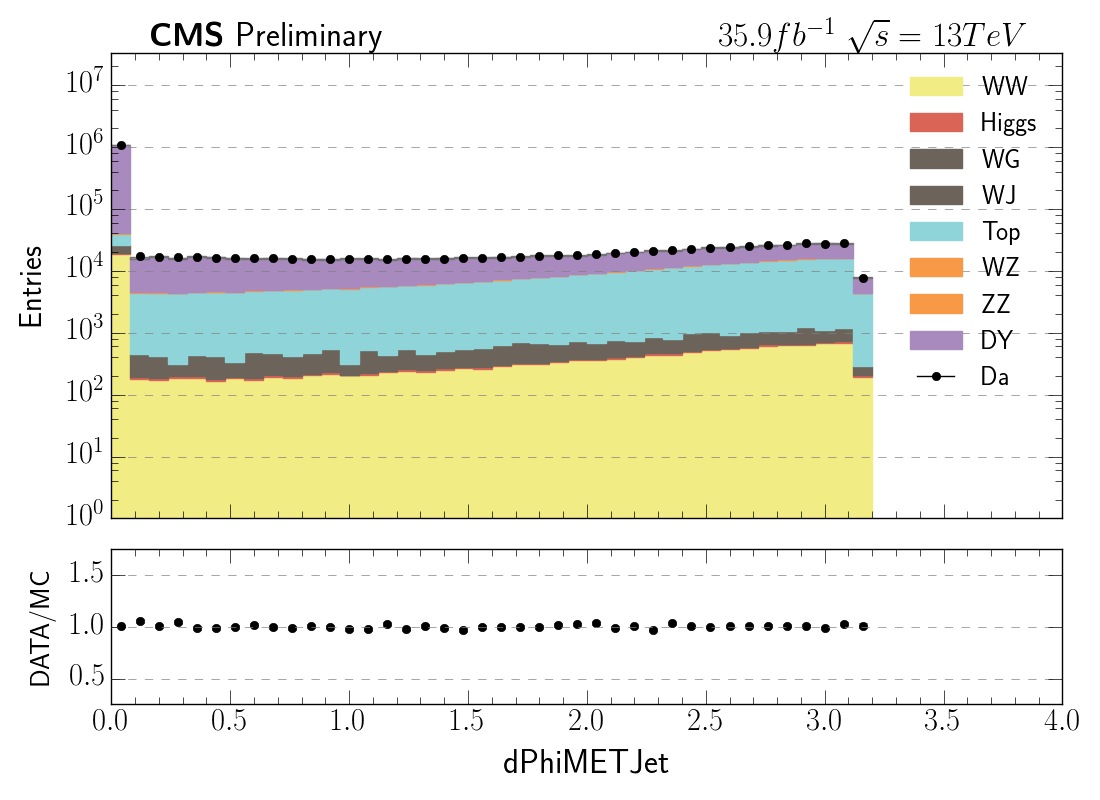 CMS Preliminary 35.9fb⁻¹ √s = 13TeV
Entries
10⁷
10⁶
10⁵
10⁴
10³
10²
10¹
10⁰
WW
Higgs
WG
WJ
Top
WZ
ZZ
DY
Da
DATA/MC
1.5
1.0
0.5
0.0 0.5 1.0 1.5 2.0 2.5 3.0 3.5 4.0
dPhiMETJet